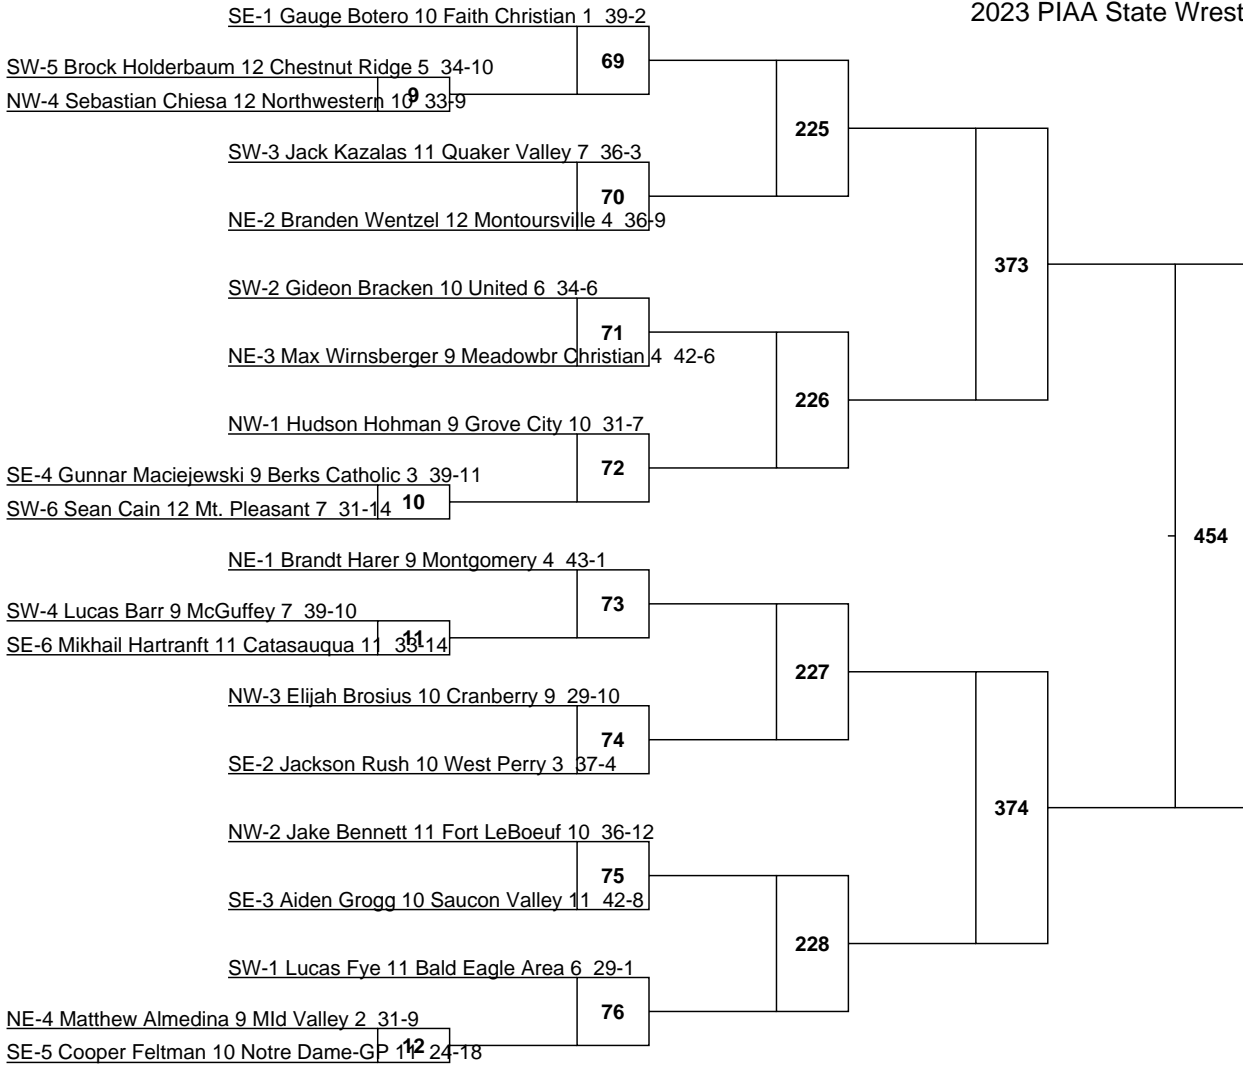 2023 PIAA State Wrest
SE-1 Gauge Botero 10 Faith Christian 1 39-2
69
SW-5 Brock Holderbaum 12 Chestnut Ridge 5 34-10
9
NW-4 Sebastian Chiesa 12 Northwestern 10 33-9
225
SW-3 Jack Kazalas 11 Quaker Valley 7 36-3
70
NE-2 Branden Wentzel 12 Montoursville 4 36-9
373
SW-2 Gideon Bracken 10 United 6 34-6
71
NE-3 Max Wirnsberger 9 Meadowbr Christian 4 42-6
226
NW-1 Hudson Hohman 9 Grove City 10 31-7
72
SE-4 Gunnar Maciejewski 9 Berks Catholic 3 39-11
10
SW-6 Sean Cain 12 Mt. Pleasant 7 31-14
454
NE-1 Brandt Harer 9 Montgomery 4 43-1
73
SW-4 Lucas Barr 9 McGuffey 7 39-10
11
SE-6 Mikhail Hartranft 11 Catasauqua 11 33-14
227
NW-3 Elijah Brosius 10 Cranberry 9 29-10
74
SE-2 Jackson Rush 10 West Perry 3 37-4
374
NW-2 Jake Bennett 11 Fort LeBoeuf 10 36-12
75
SE-3 Aiden Grogg 10 Saucon Valley 11 42-8
228
SW-1 Lucas Fye 11 Bald Eagle Area 6 29-1
76
NE-4 Matthew Almedina 9 MId Valley 2 31-9
12
SE-5 Cooper Feltman 10 Notre Dame-GP 11 24-18